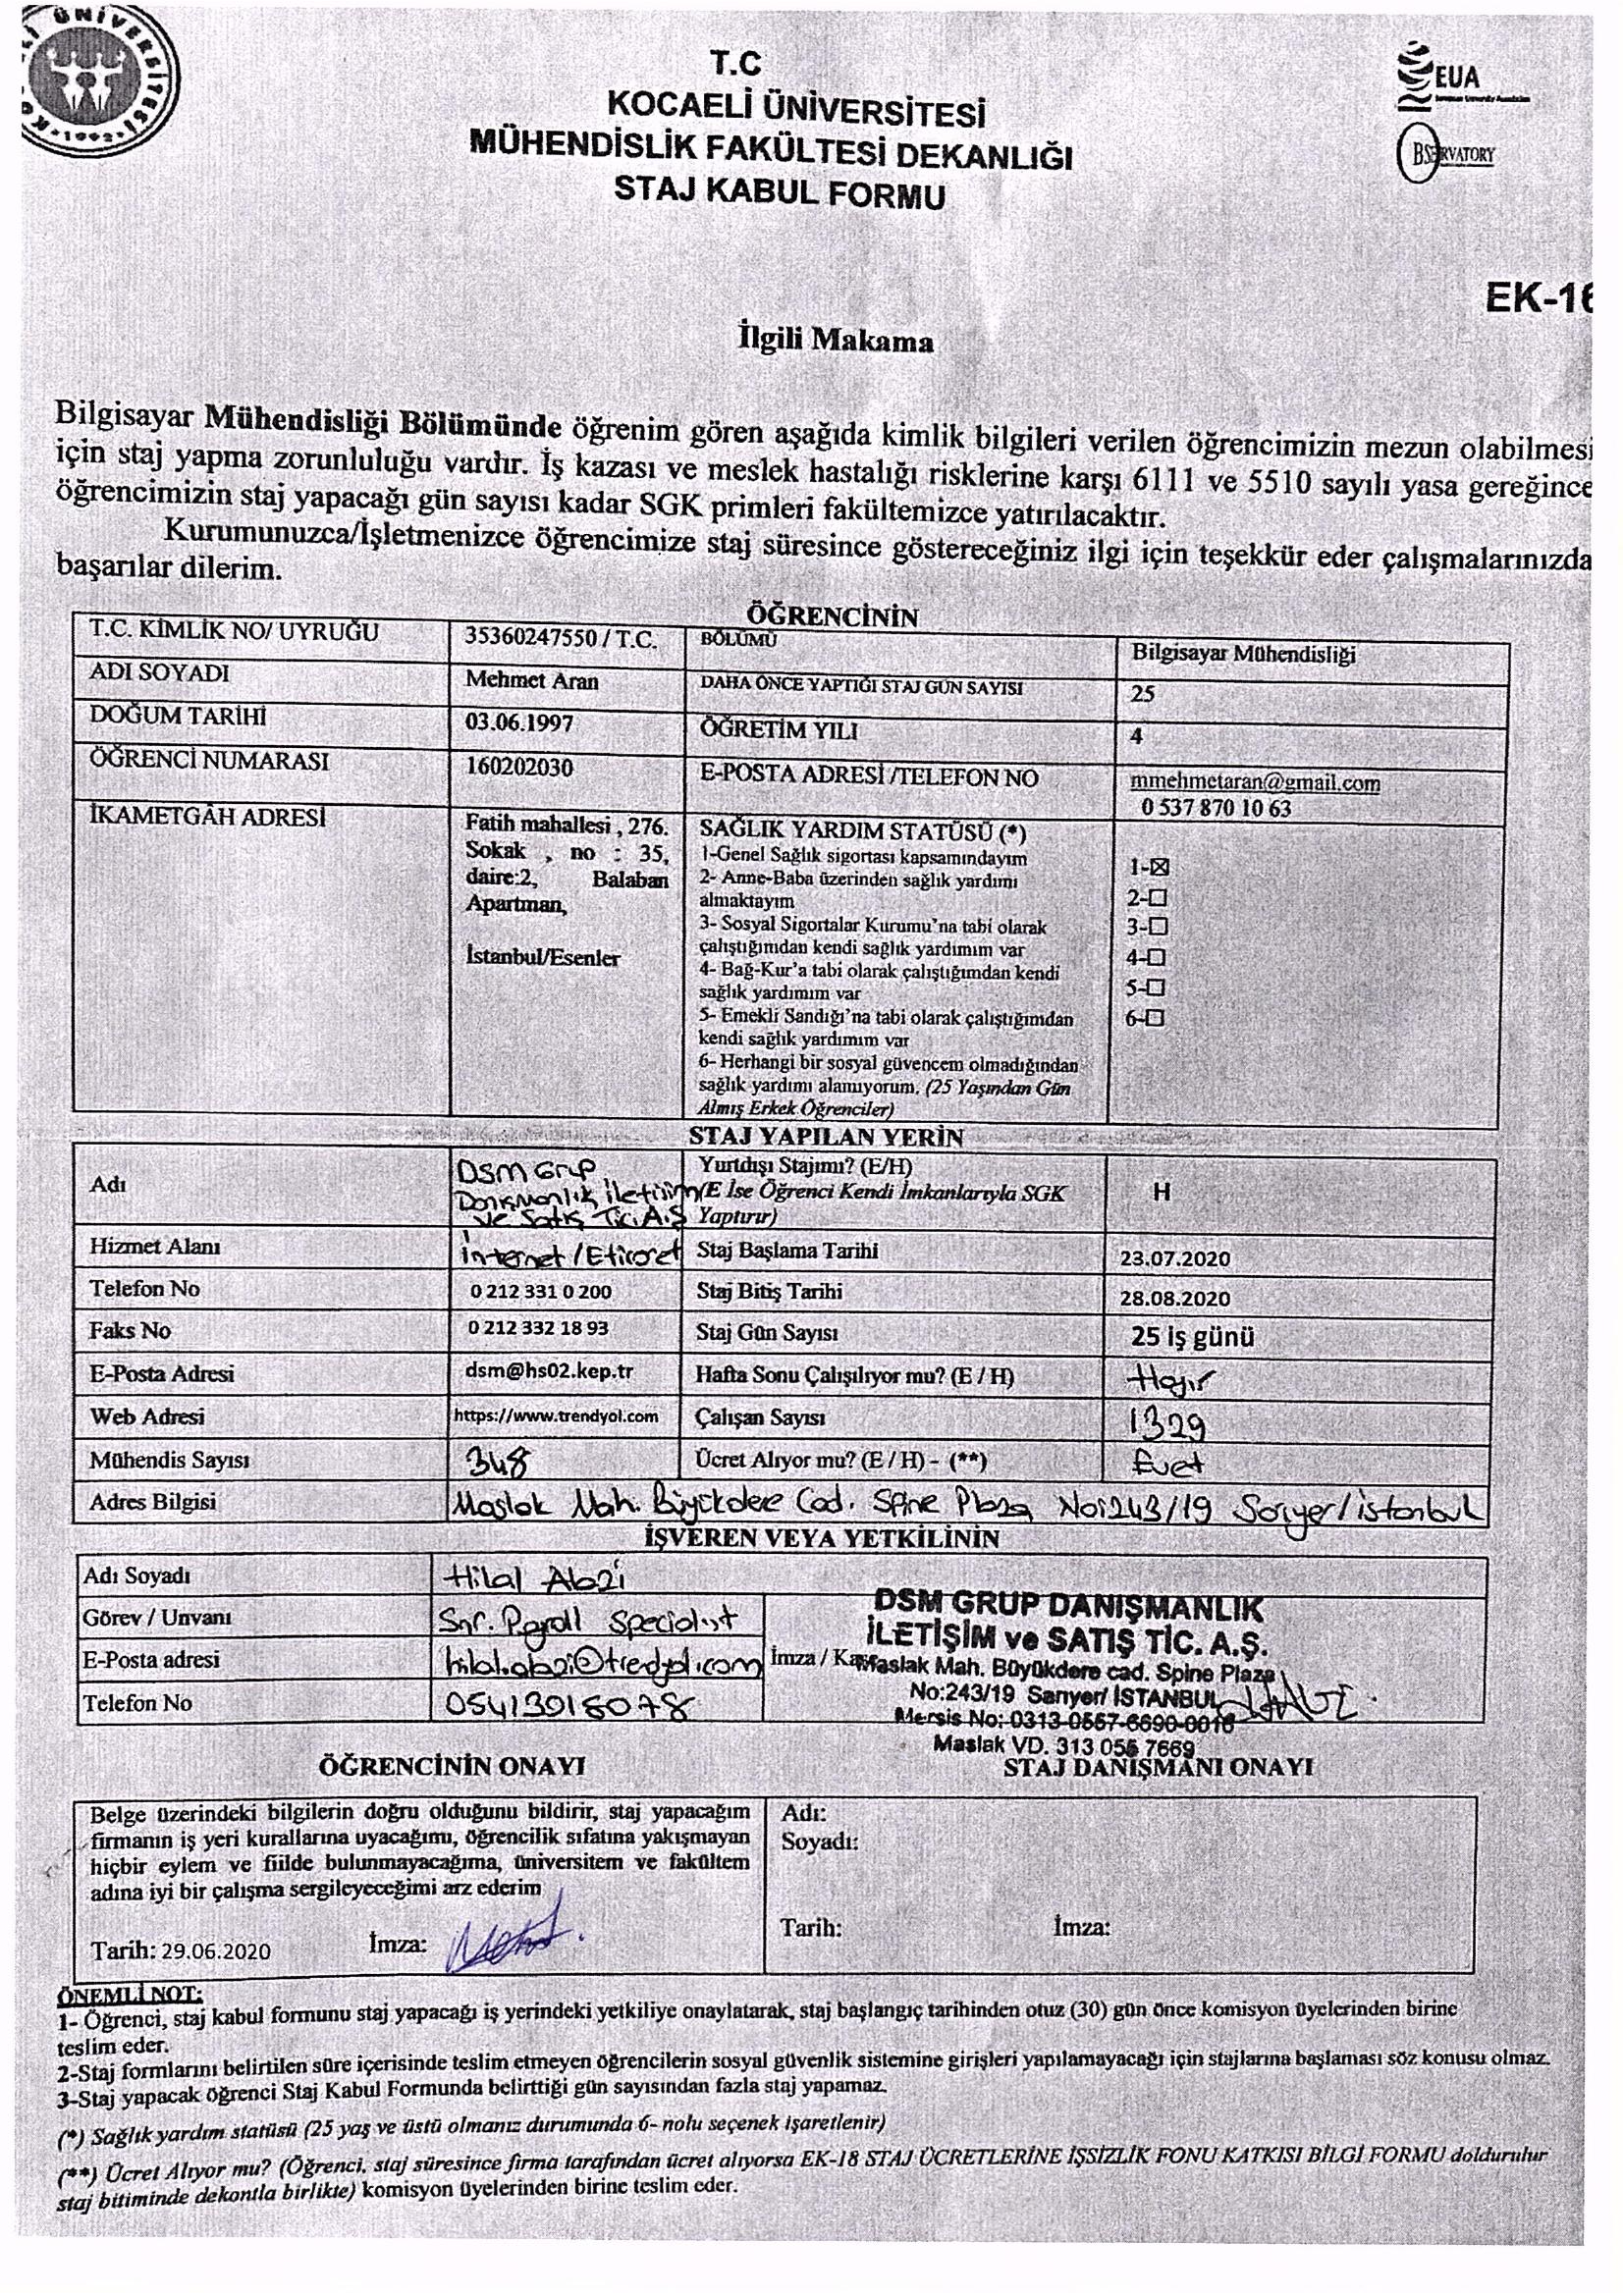 T.C
KOCAELİ ÜNİVERSİTESİ
MÜHENDİSLİK FAKÜLTESİ DEKANLIĞI
STAJ KABUL FORMU
EUA
OBSERVATORY
1992
EK-16
İlgili Makama
Bilgisayar Mühendisliği Bölümünde öğrenim gören aşağıda kimlik bilgileri verilen öğrencimizin mezun olabilmesi
için staj yapma zorunluluğu vardır. İş kazası ve meslek hastalığı risklerine karşı 6111 ve 5510 sayılı yasa gereğince
öğrencimizin staj yapacağı gün sayısı kadar SGK primleri fakültemizce yatırılacaktır.
Kurumunuzca/İşletmenizce öğrencimize staj süresince göstereceğiniz ilgi için teşekkür eder çalışmalarınızda
başarılar dilerim.
ÖĞRENCİNİN
T.C. KİMLİK NO/ UYRUĞU 35360247550 / T.C. BÖLÜMÜ Bilgisayar Mühendisliği
ADI SOYADI Mehmet Aran DAHA ÖNCE YAPTIĞI STAJ GÜN SAYISI 25
DOĞUM TARİHİ 03.06.1997 ÖĞRETİM YILI 4
ÖĞRENCİ NUMARASI 160202030 E-POSTA ADRESİ /TELEFON NO mmehmetaran@gmail.com
0 537 870 10 63
İKAMETGÂH ADRESİ Fatih mahallesi , 276.
Sokak , no : 35,
daire:2, Balaban
Apartman,
İstanbul/Esenler
SAĞLIK YARDIM STATÜSÜ (*)
1-Genel Sağlık sigortası kapsamındayım
2- Anne-Baba üzerinden sağlık yardımı
almaktayım
3- Sosyal Sigortalar Kurumu'na tabi olarak
çalıştığımdan kendi sağlık yardımım var
4- Bağ-Kur'a tabi olarak çalıştığımdan kendi
sağlık yardımım var
5- Emekli Sandığı'na tabi olarak çalıştığımdan
kendi sağlık yardımım var
6- Herhangi bir sosyal güvencem olmadığından
sağlık yardımı alamıyorum. (25 Yaşından Gün
Almış Erkek Öğrenciler)
1-☒
2-☐
3-☐
4-☐
5-☐
6-☐
STAJ YAPILAN YERİN
Adı DSM Grup
Danışmanlık İletişim
ve Satış Tic. A.Ş
Yurtdışı Stajımı? (E/H)
(E İse Öğrenci Kendi İmkanlarıyla SGK
Yaptırır)
H
Hizmet Alanı İnternet/Eticaret Staj Başlama Tarihi 23.07.2020
Telefon No 0 212 331 0 200 Staj Bitiş Tarihi 28.08.2020
Faks No 0 212 332 18 93 Staj Gün Sayısı 25 iş günü
E-Posta Adresi dsm@hs02.kep.tr Hafta Sonu Çalışılıyor mu? (E / H) Hayır
Web Adresi https://www.trendyol.com Çalışan Sayısı 1329
Mühendis Sayısı 348 Ücret Alıyor mu? (E / H) - (**) Evet
Adres Bilgisi Maslak Mah. Büyükdere Cad. Spine Plaza No:243/19 Sarıyer/istanbul
İŞVEREN VEYA YETKİLİNİN
Adı Soyadı Hilal Abzi
Görev / Unvanı Snr. Payroll Specialist
E-Posta adresi hilal.abzi@trendyol.com İmza / Kaşe
Telefon No 05413918078
DSM GRUP DANIŞMANLIK
İLETİŞİM ve SATIŞ TİC. A.Ş.
Maslak Mah. Büyükdere cad. Spine Plaza
No:243/19 Sarıyer/ İSTANBUL
Mersis No: 0313-0557-6690-0016
Maslak VD. 313 055 7669
ÖĞRENCİNİN ONAYI STAJ DANIŞMANI ONAYI
Belge üzerindeki bilgilerin doğru olduğunu bildirir, staj yapacağım
firmanın iş yeri kurallarına uyacağımı, öğrencilik sıfatına yakışmayan
hiçbir eylem ve fiilde bulunmayacağıma, üniversitem ve fakültem
adına iyi bir çalışma sergileyeceğimi arz ederim
Tarih: 29.06.2020 İmza:
Adı:
Soyadı:
Tarih: İmza:
ÖNEMLİ NOT:
1- Öğrenci, staj kabul formunu staj yapacağı iş yerindeki yetkiliye onaylatarak, staj başlangıç tarihinden otuz (30) gün önce komisyon üyelerinden birine
teslim eder.
2-Staj formlarını belirtilen süre içerisinde teslim etmeyen öğrencilerin sosyal güvenlik sistemine girişleri yapılamayacağı için stajlarına başlaması söz konusu olmaz.
3-Staj yapacak öğrenci Staj Kabul Formunda belirttiği gün sayısından fazla staj yapamaz.
(*) Sağlık yardım statüsü (25 yaş ve üstü olmanız durumunda 6- nolu seçenek işaretlenir)
(**) Ücret Alıyor mu? (Öğrenci, staj süresince firma tarafından ücret alıyorsa EK-18 STAJ ÜCRETLERİNE İŞSİZLİK FONU KATKISI BİLGİ FORMU doldurulur
staj bitiminde dekontla birlikte) komisyon üyelerinden birine teslim eder.